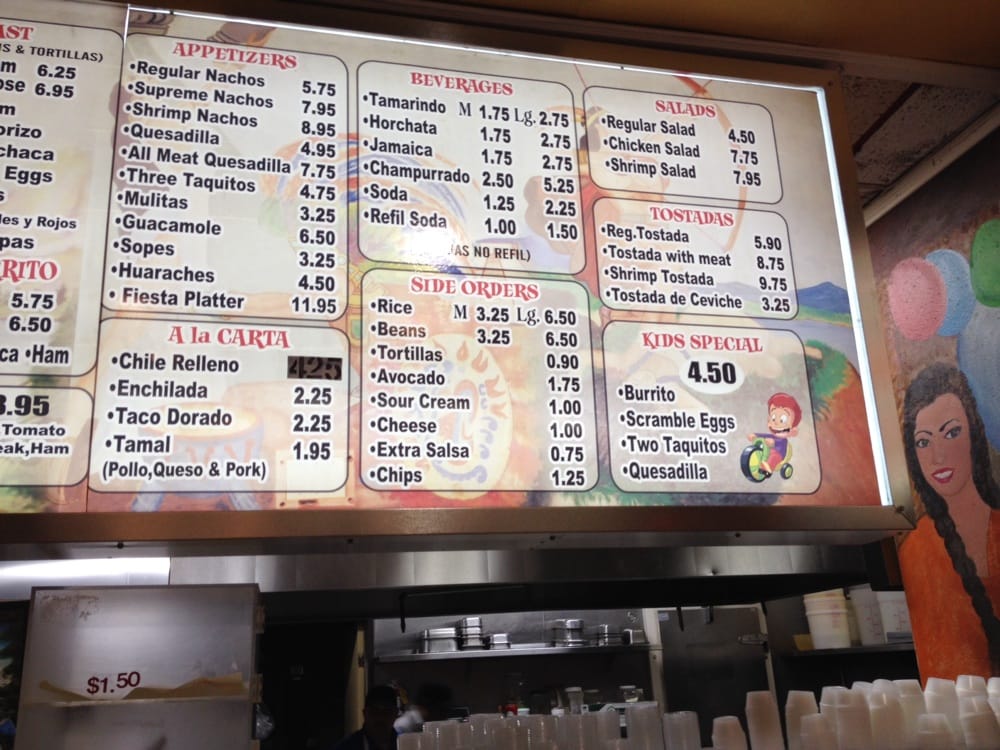 AST
S & TORTILLAS)
m 6.25
ose 6.95
m
orizo
chaca
Eggs
s
les y Rojos
pas
RITO
5.75
6.50
ca •Ham
3.95
Tomato
eak,Ham
APPETIZERS
•Regular Nachos 5.75
•Supreme Nachos 7.95
•Shrimp Nachos 8.95
•Quesadilla 4.95
•All Meat Quesadilla 7.75
•Three Taquitos 4.75
•Mulitas 3.25
•Guacamole 6.50
•Sopes 3.25
•Huaraches 4.50
•Fiesta Platter 11.95
A la CARTA
•Chile Relleno 4.25
•Enchilada 2.25
•Taco Dorado 2.25
•Tamal 1.95
(Pollo,Queso & Pork)
BEVERAGES
•Tamarindo M 1.75 Lg. 2.75
•Horchata 1.75 2.75
•Jamaica 1.75 2.75
•Champurrado 2.50 5.25
•Soda 1.25 2.25
•Refil Soda 1.00 1.50
AS NO REFIL)
SIDE ORDERS
•Rice M 3.25 Lg. 6.50
•Beans 3.25 6.50
•Tortillas 0.90
•Avocado 1.75
•Sour Cream 1.00
•Cheese 1.00
•Extra Salsa 0.75
•Chips 1.25
SALADS
•Regular Salad 4.50
•Chicken Salad 7.75
•Shrimp Salad 7.95
TOSTADAS
•Reg.Tostada 5.90
•Tostada with meat 8.75
•Shrimp Tostada 9.75
•Tostada de Ceviche 3.25
KIDS SPECIAL
4.50
•Burrito
•Scramble Eggs
•Two Taquitos
•Quesadilla
$1.50